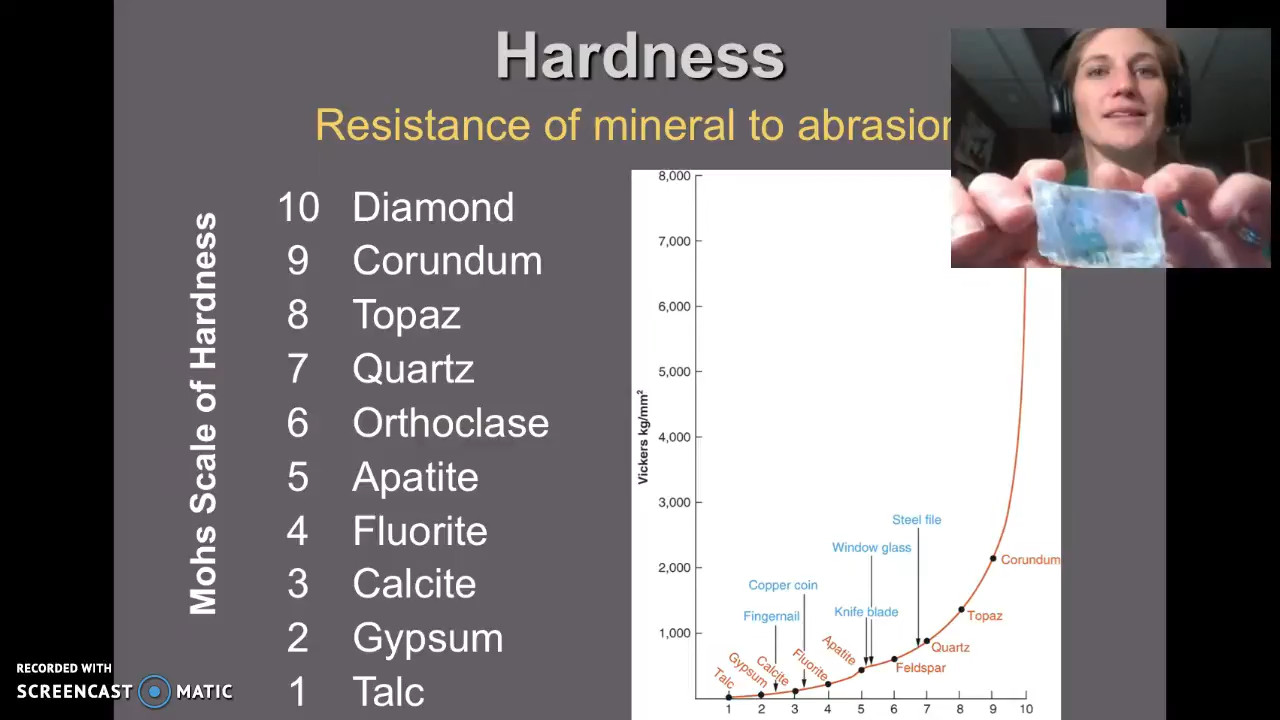 Hardness
Resistance of mineral to abrasion
Mohs Scale of Hardness
10 Diamond
9 Corundum
8 Topaz
7 Quartz
6 Orthoclase
5 Apatite
4 Fluorite
3 Calcite
2 Gypsum
1 Talc
Vickers kg/mm²
8,000
7,000
6,000
5,000
4,000
3,000
2,000
1,000
Steel file
Window glass
Copper coin
Knife blade
Fingernail
Talc
Gypsum
Calcite
Fluorite
Apatite
Feldspar
Quartz
Topaz
Corundum
1 2 3 4 5 6 7 8 9 10
RECORDED WITH
SCREENCAST MATIC